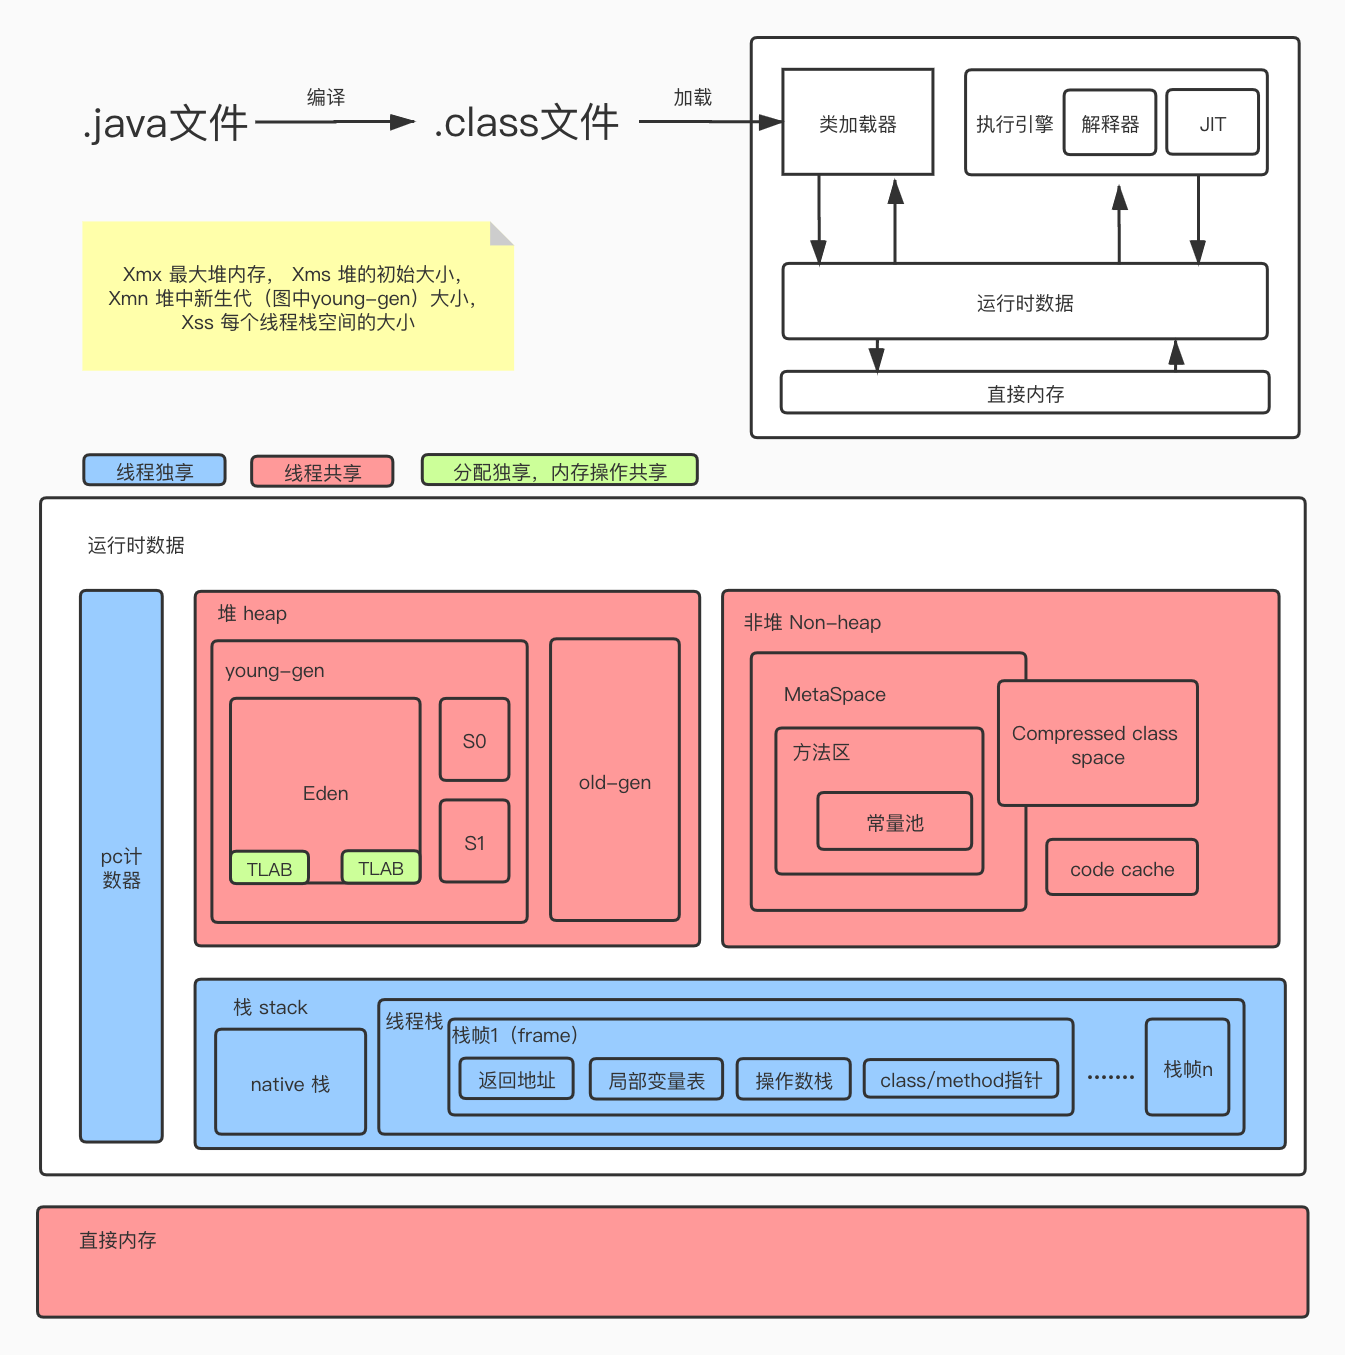 编译
加载
.java文件
.class文件
类加载器
执行引擎
解释器
JIT
Xmx 最大堆内存， Xms 堆的初始大小，
Xmn 堆中新生代（图中young-gen）大小，
Xss 每个线程栈空间的大小
运行时数据
直接内存
线程独享
线程共享
分配独享，内存操作共享
运行时数据
pc计
数器
堆 heap
young-gen
Eden
TLAB
TLAB
S0
S1
old-gen
非堆 Non-heap
MetaSpace
方法区
常量池
Compressed class
space
code cache
栈 stack
native 栈
线程栈
栈帧1（frame）
返回地址
局部变量表
操作数栈
class/method指针
·······
栈帧n
直接内存